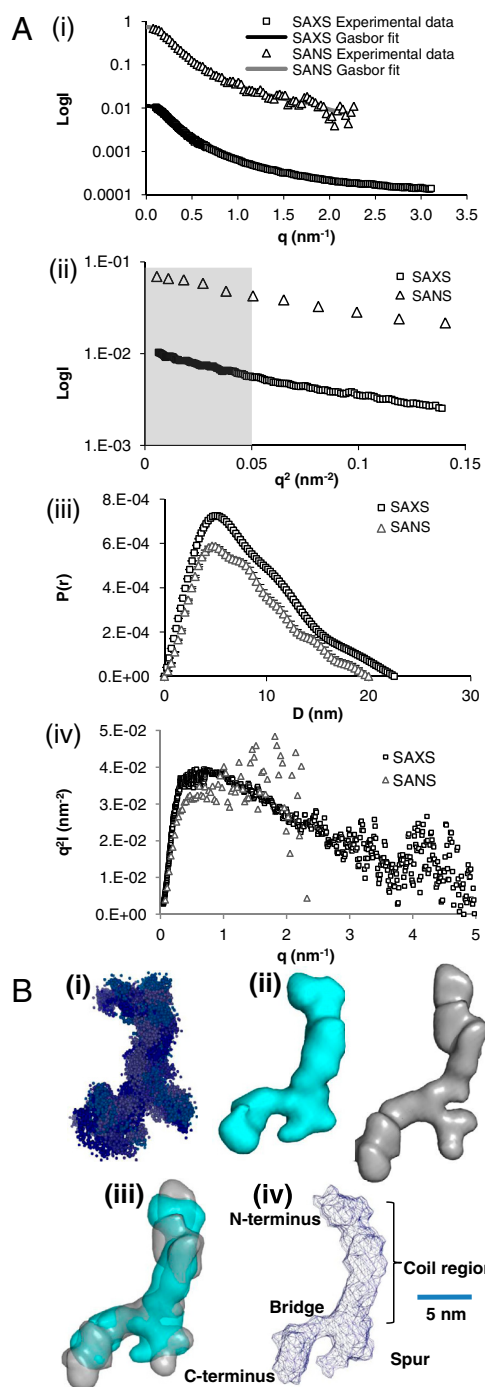 A (i)
SAXS Experimental data
SAXS Gasbor fit
SANS Experimental data
SANS Gasbor fit
LogI
1
0.1
0.01
0.001
0.0001
0.0 0.5 1.0 1.5 2.0 2.5 3.0 3.5
q (nm-1)
(ii)
SAXS
SANS
LogI
1.E-01
1.E-02
1.E-03
0 0.05 0.1 0.15
q2 (nm-2)
(iii)
SAXS
SANS
P(r)
8.E-04
6.E-04
4.E-04
2.E-04
0.E+00
0 10 20 30
D (nm)
(iv)
SAXS
SANS
q2I (nm-2)
5.E-02
4.E-02
3.E-02
2.E-02
1.E-02
0.E+00
0 1 2 3 4 5
q (nm-1)
B (i) (ii)
(iii) (iv)
N-terminus
Coil region
5 nm
Bridge
Spur
C-terminus